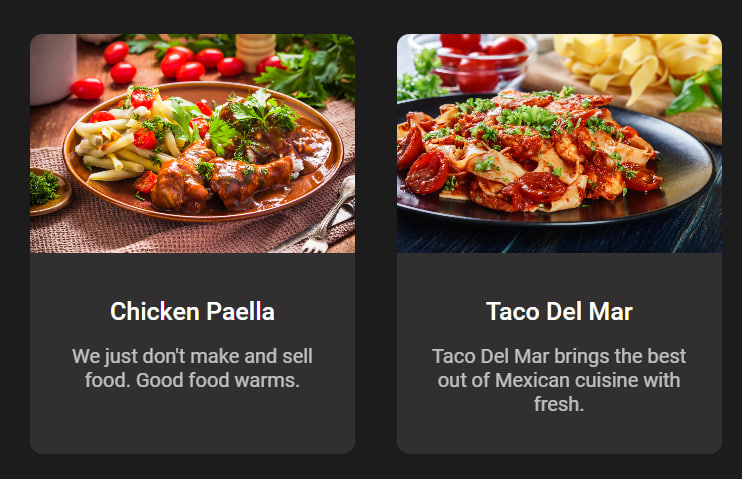 Chicken Paella
We just don't make and sell
food. Good food warms.
Taco Del Mar
Taco Del Mar brings the best
out of Mexican cuisine with
fresh.